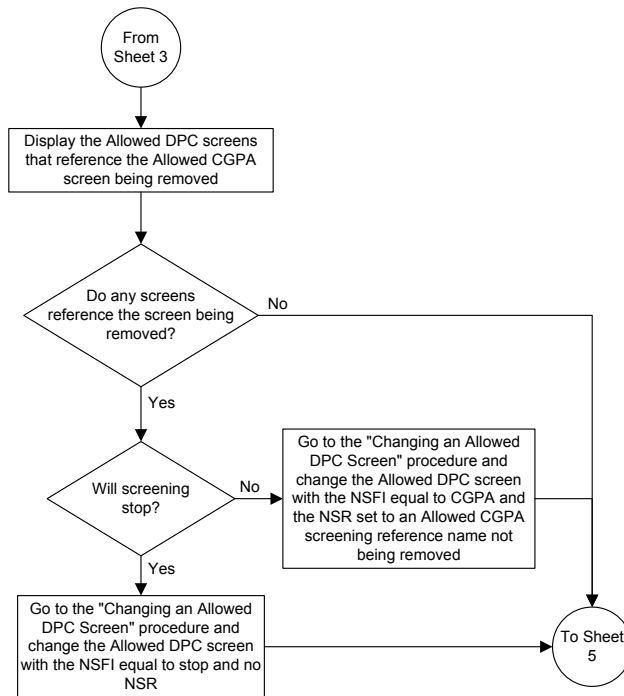 From
Sheet 3
Display the Allowed DPC screens
that reference the Allowed CGPA
screen being removed
Do any screens
reference the screen being
removed?
No
Yes
Will screening
stop?
No
Go to the "Changing an Allowed
DPC Screen" procedure and
change the Allowed DPC screen
with the NSFI equal to CGPA and
the NSR set to an Allowed CGPA
screening reference name not
being removed
Yes
Go to the "Changing an Allowed
DPC Screen" procedure and
change the Allowed DPC screen
with the NSFI equal to stop and no
NSR
To Sheet
5